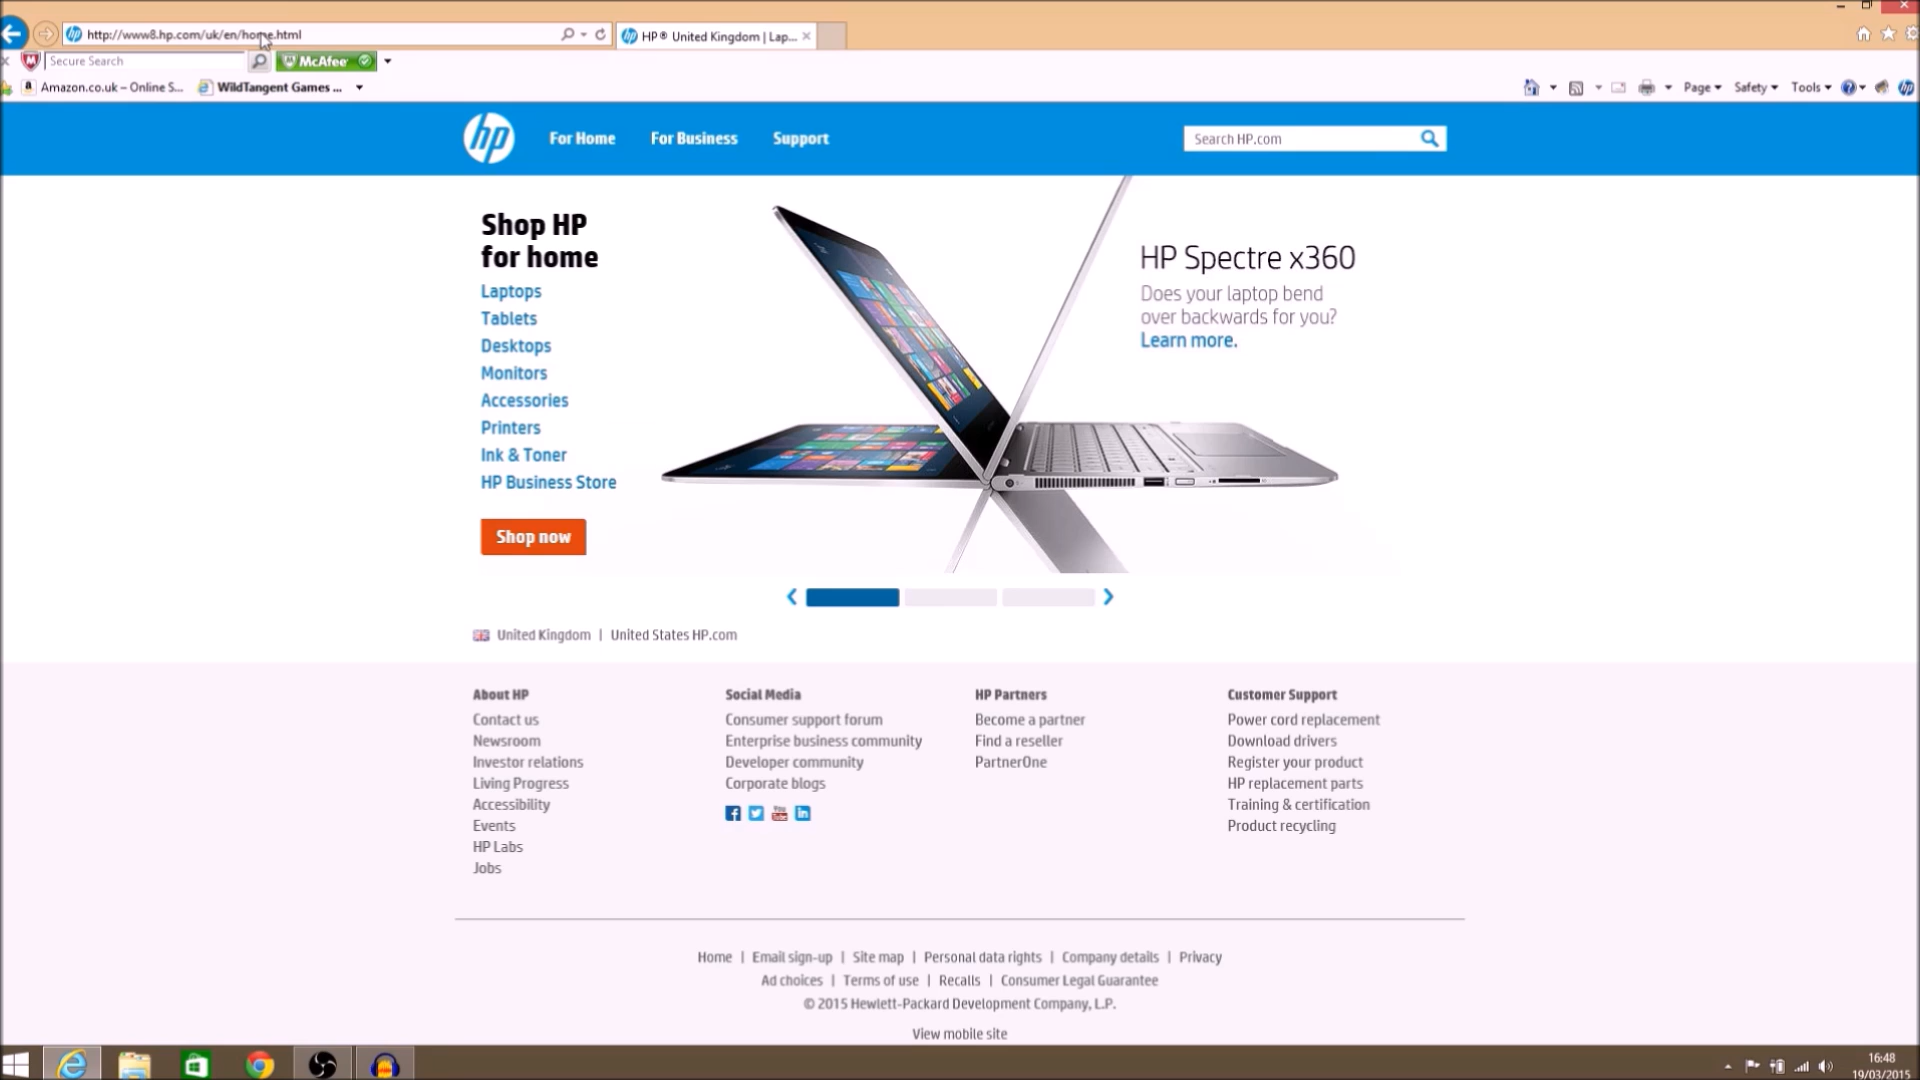 http://www8.hp.com/uk/en/home.html
HP® United Kingdom | Lap...
Secure Search
McAfee
Amazon.co.uk – Online S...
WildTangent Games ...
Page
Safety
Tools
hp
For Home
For Business
Support
Search HP.com
Shop HP
for home
Laptops
Tablets
Desktops
Monitors
Accessories
Printers
Ink & Toner
HP Business Store
Shop now
HP Spectre x360
Does your laptop bend
over backwards for you?
Learn more.
United Kingdom | United States HP.com
About HP
Contact us
Newsroom
Investor relations
Living Progress
Accessibility
Events
HP Labs
Jobs
Social Media
Consumer support forum
Enterprise business community
Developer community
Corporate blogs
You
Tube
in
HP Partners
Become a partner
Find a reseller
PartnerOne
Customer Support
Power cord replacement
Download drivers
Register your product
HP replacement parts
Training & certification
Product recycling
Home | Email sign-up | Site map | Personal data rights | Company details | Privacy
Ad choices | Terms of use | Recalls | Consumer Legal Guarantee
© 2015 Hewlett-Packard Development Company, L.P.
View mobile site
16:48
19/03/2015